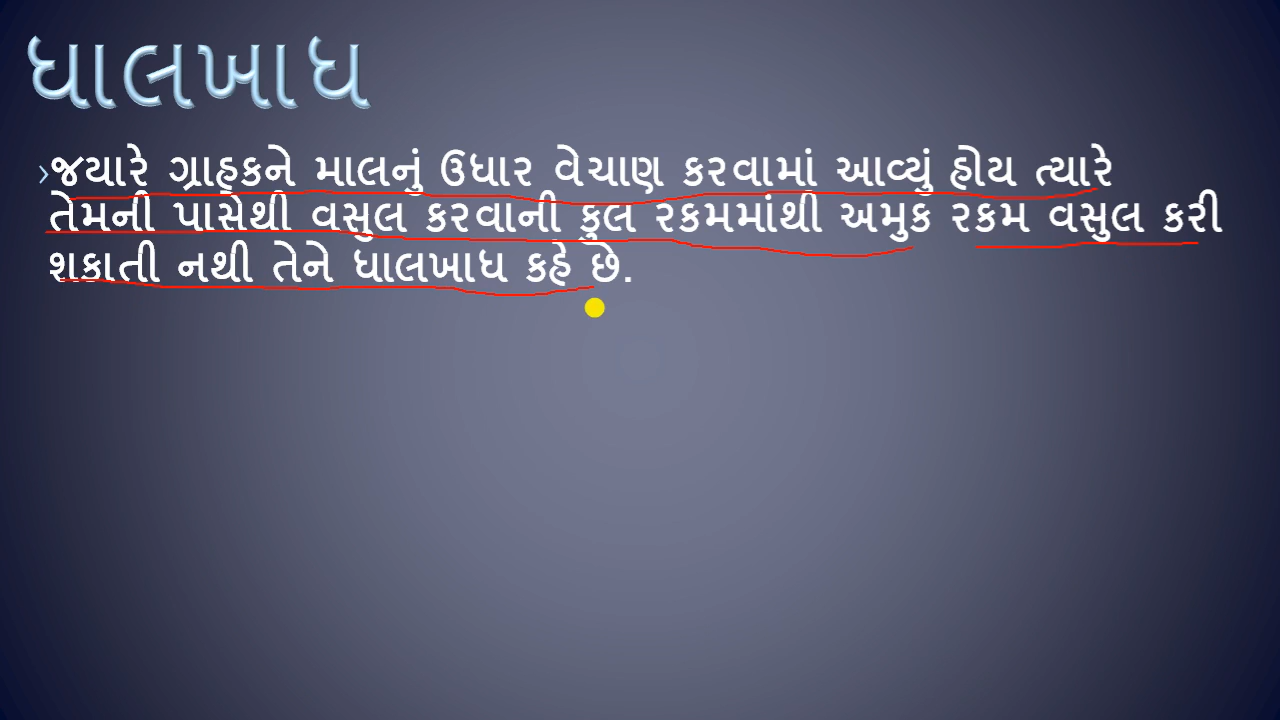 ઘાલખાધ
›જયારે ગ્રાહકને માલનું ઉધાર વેચાણ કરવામાં આવ્યું હોય ત્યારે
તેમની પાસેથી વસુલ કરવાની કુલ રકમમાંથી અમુક રકમ વસુલ કરી
શકાતી નથી તેને ઘાલખાધ કહે છે.